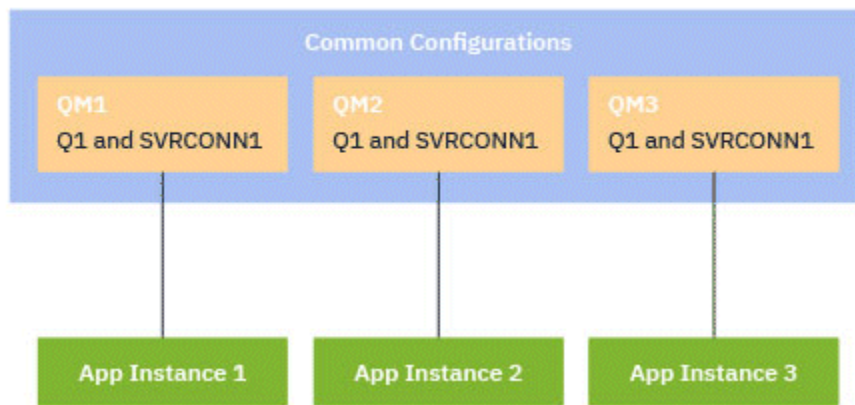 Common Configurations
QM1
Q1 and SVRCONN1
QM2
Q1 and SVRCONN1
QM3
Q1 and SVRCONN1
App Instance 1
App Instance 2
App Instance 3